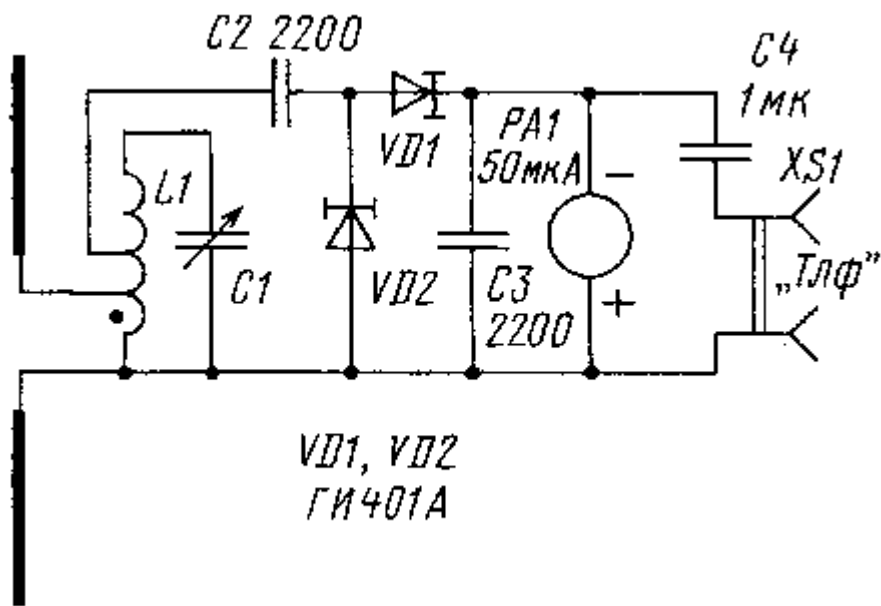 C2 2200
C4
1мк
VD1
PA1
50мкА
−
XS1
L1
C1
VD2
C3
2200
+
„Тлф"
VD1, VD2
ГИ401А